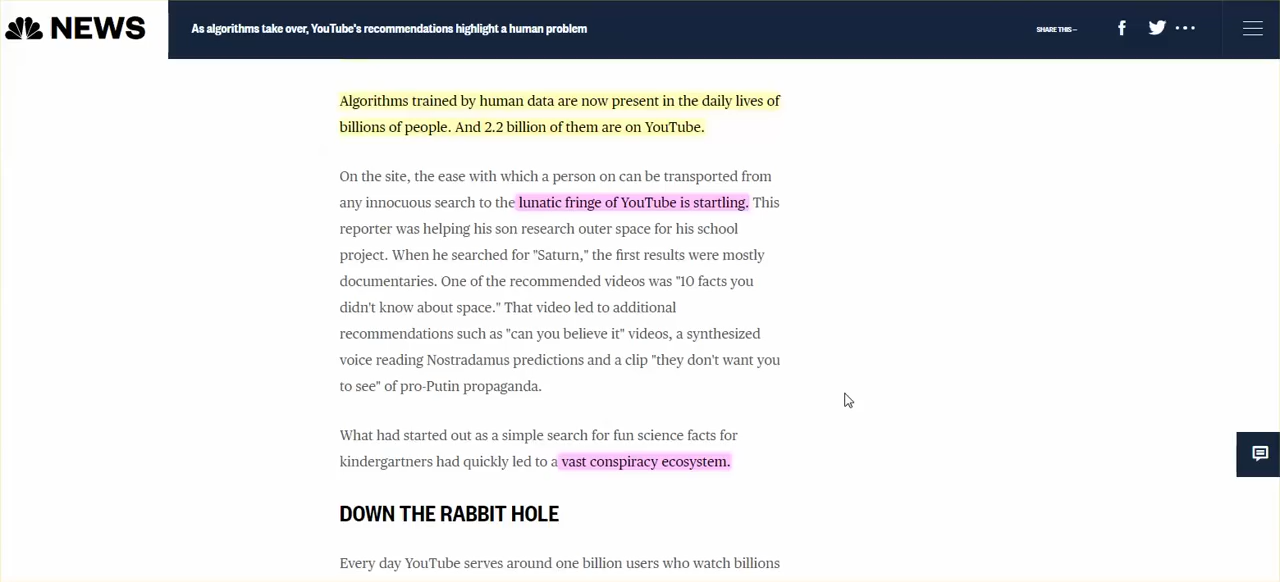 NEWS
As algorithms take over, YouTube's recommendations highlight a human problem
SHARE THIS —
Algorithms trained by human data are now present in the daily lives of
billions of people. And 2.2 billion of them are on YouTube.
On the site, the ease with which a person on can be transported from
any innocuous search to the lunatic fringe of YouTube is startling. This
reporter was helping his son research outer space for his school
project. When he searched for "Saturn," the first results were mostly
documentaries. One of the recommended videos was "10 facts you
didn't know about space." That video led to additional
recommendations such as "can you believe it" videos, a synthesized
voice reading Nostradamus predictions and a clip "they don't want you
to see" of pro-Putin propaganda.
What had started out as a simple search for fun science facts for
kindergartners had quickly led to a vast conspiracy ecosystem.
DOWN THE RABBIT HOLE
Every day YouTube serves around one billion users who watch billions